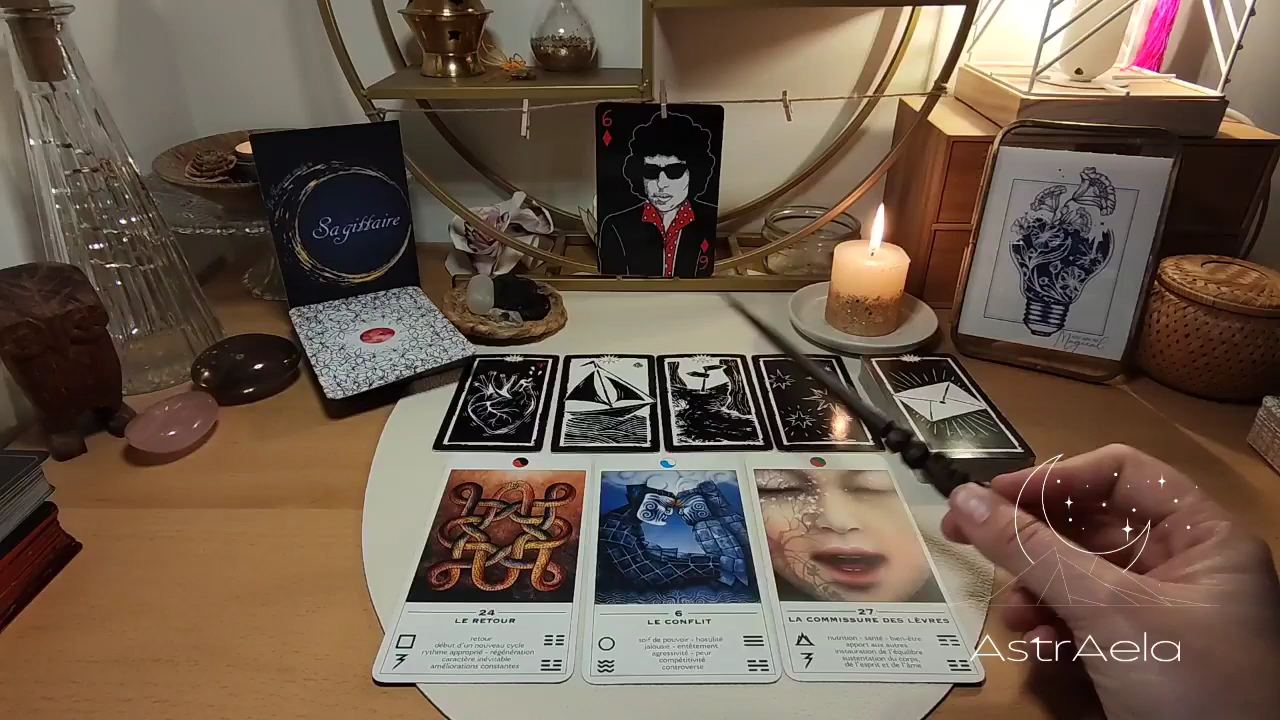 6
Sagittaire
6
Magical
24
LE RETOUR
retour
début d'un nouveau cycle
rythme approprié - régénération
caractère inévitable
améliorations constantes
6
LE CONFLIT
soif de pouvoir - hostilité
jalousie - entêtement
agressivité - peur
compétitivité
controverse
27
LA COMMISSURE DES LÈVRES
nutrition - santé - bien-être
apport aux autres
instauration de l'équilibre
sustentation du corps,
de l'esprit et de l'âme
AstrAela